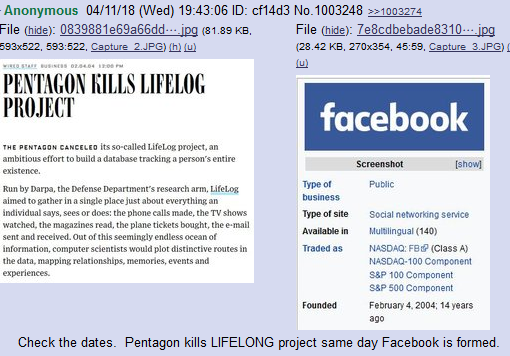 Anonymous 04/11/18 (Wed) 19:43:06 ID: cf14d3 No.1003248 >>1003274
File (hide): 0839881e69a66dd⋯.jpg (81.89 KB,
593x522, 593:522, Capture_2.JPG) (h) (u)
WIRED STAFF BUSINESS 02.04.04 12:00 PM
PENTAGON KILLS LIFELOG
PROJECT
THE PENTAGON CANCELED its so-called LifeLog project, an
ambitious effort to build a database tracking a person's entire
existence.
Run by Darpa, the Defense Department's research arm, LifeLog
aimed to gather in a single place just about everything an
individual says, sees or does: the phone calls made, the TV shows
watched, the magazines read, the plane tickets bought, the e-mail
sent and received. Out of this seemingly endless ocean of
information, computer scientists would plot distinctive routes in
the data, mapping relationships, memories, events and
experiences.
File (hide): 7e8cdbebade8310⋯.jpg
(28.42 KB, 270x354, 45:59, Capture_3.JPG) (
(u)
facebook
Screenshot [show]
Type of business Public
Type of site Social networking service
Available in Multilingual (140)
Traded as NASDAQ: FB (Class A)
NASDAQ-100 Component
S&P 100 Component
S&P 500 Component
Founded February 4, 2004; 14 years
ago
Check the dates. Pentagon kills LIFELONG project same day Facebook is formed.